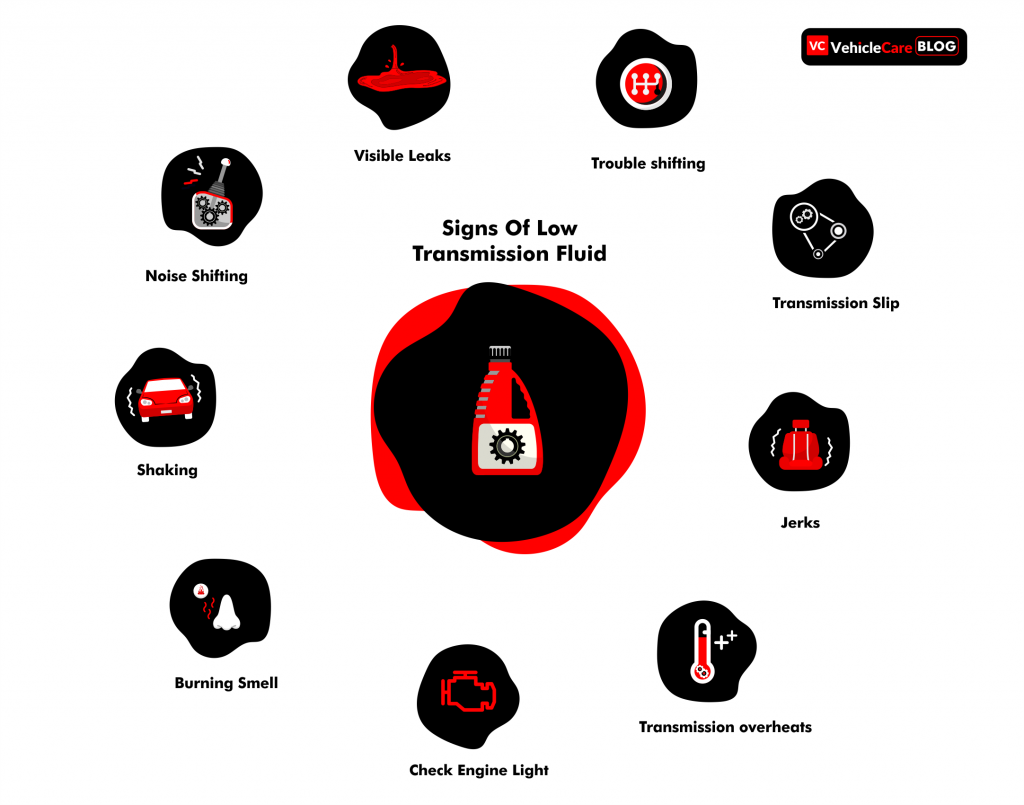 VC VehicleCare BLOG
Visible Leaks
Trouble shifting
Noise Shifting
Signs Of Low
Transmission Fluid
Transmission Slip
Shaking
Jerks
Burning Smell
Transmission overheats
Check Engine Light